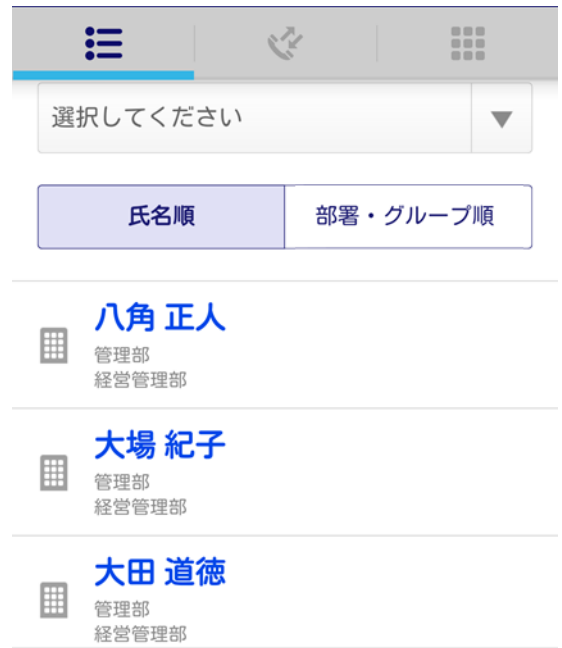 選択してください
氏名順 部署・グループ順
八角 正人
管理部
経営管理部
大場 紀子
管理部
経営管理部
大田 道徳
管理部
経営管理部